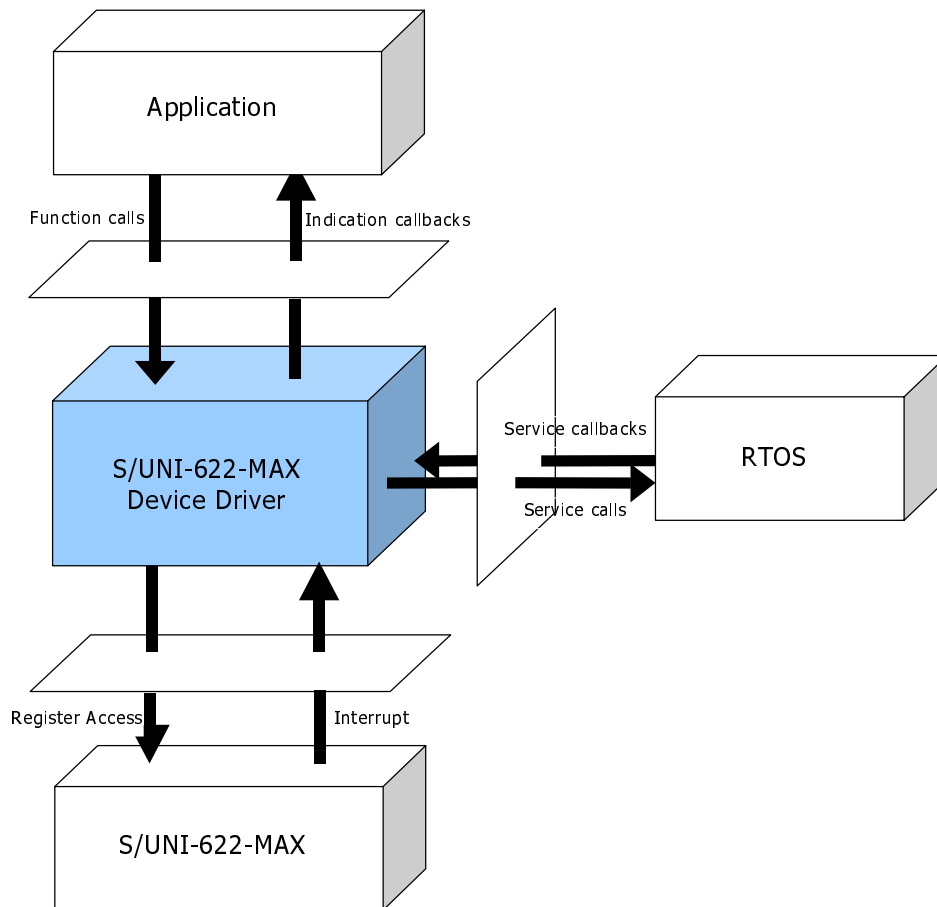 Application
Function calls
Indication callbacks
Service callbacks
S/UNI-622-MAX
Device Driver
RTOS
Service calls
Register Access
Interrupt
S/UNI-622-MAX